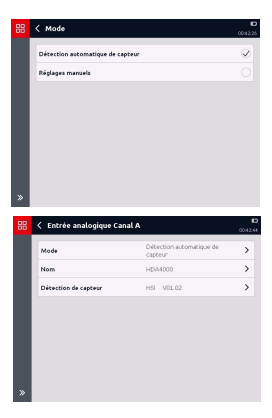 Mode
00:42:26
Détection automatique de capteur
Réglages manuels
Entrée analogique Canal A
00:42:44
Mode
Détection automatique de
capteur
Nom
HDA4000
Détection de capteur
HSI V01.02